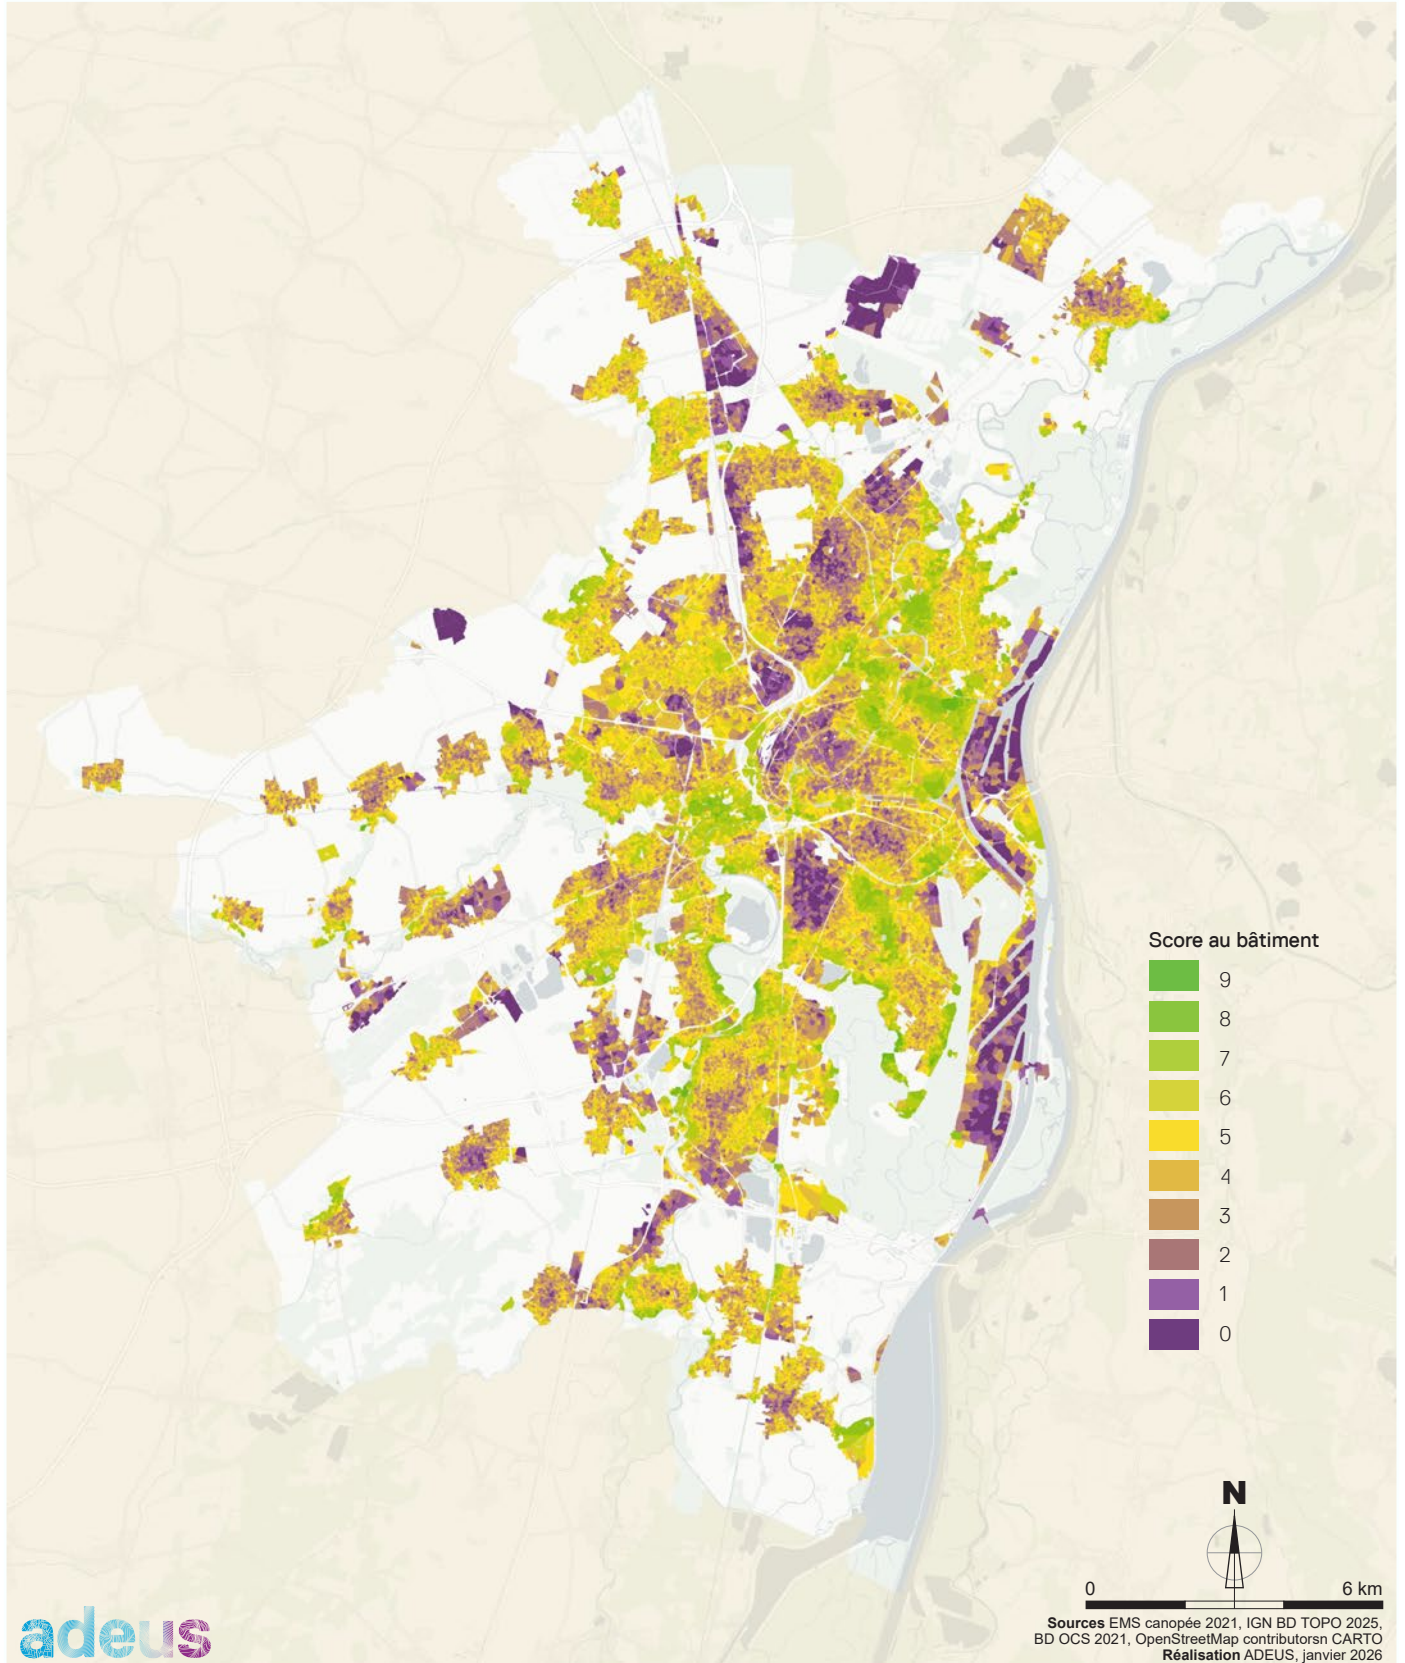 Score au bâtiment
9
8
7
6
5
4
3
2
1
0
N
0 6 km
Sources EMS canopée 2021, IGN BD TOPO 2025,
BD OCS 2021, OpenStreetMap contributorsn CARTO
Réalisation ADEUS, janvier 2026
adeus